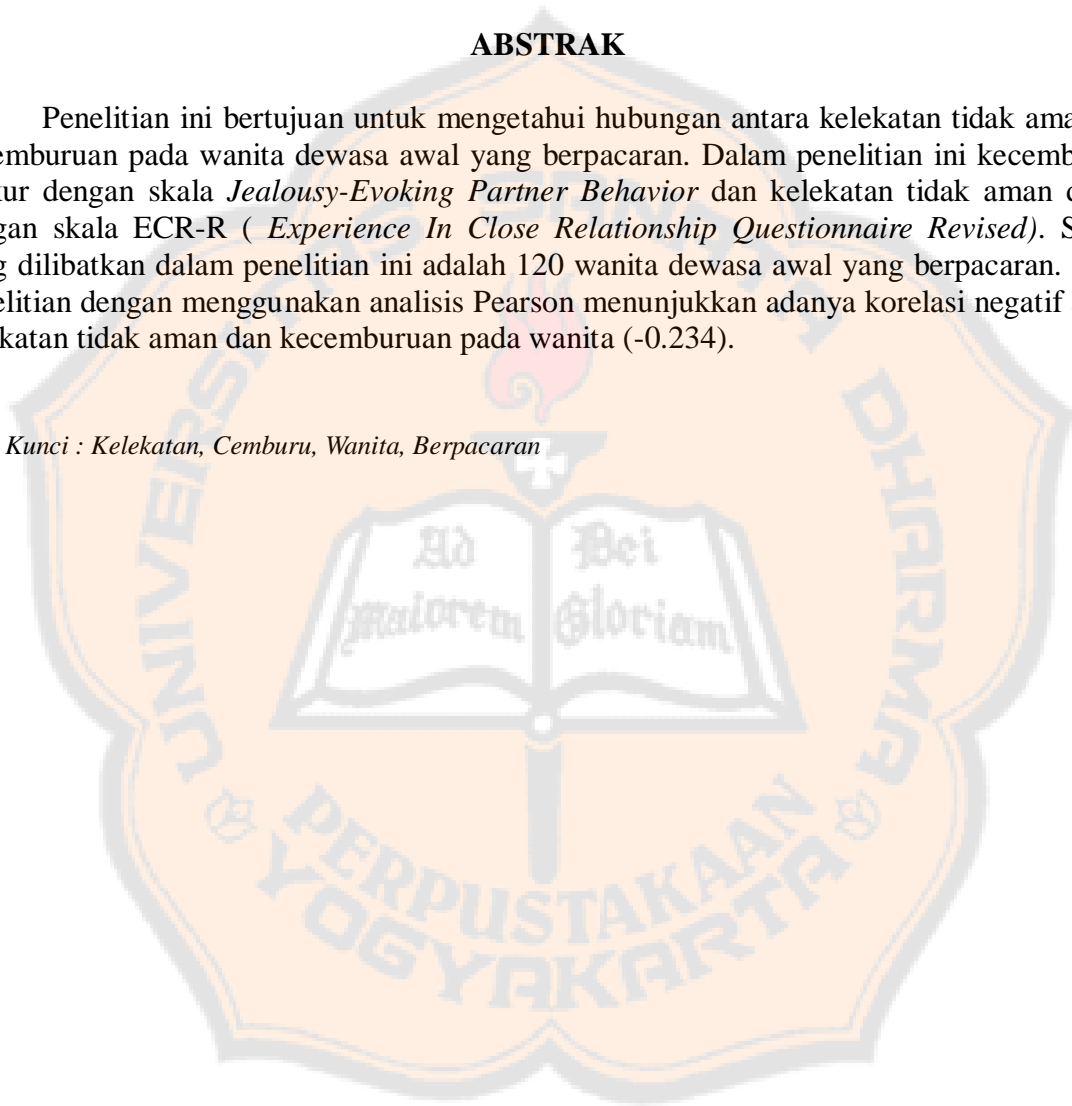 ABSTRAK
Penelitian ini bertujuan untuk mengetahui hubungan antara kelekatan tidak ama
emburuan pada wanita dewasa awal yang berpacaran. Dalam penelitian ini kecemb
kur dengan skala Jealousy-Evoking Partner Behavior dan kelekatan tidak aman d
gan skala ECR-R ( Experience In Close Relationship Questionnaire Revised). S
g dilibatkan dalam penelitian ini adalah 120 wanita dewasa awal yang berpacaran.
elitian dengan menggunakan analisis Pearson menunjukkan adanya korelasi negatif
katan tidak aman dan kecemburuan pada wanita (-0.234).
Kunci : Kelekatan, Cemburu, Wanita, Berpacaran
UNIVERSITAS SANATA DHARMA
Ad Dei
Maiorem Gloriam
PERPUSTAKAAN
YOGYAKARTA